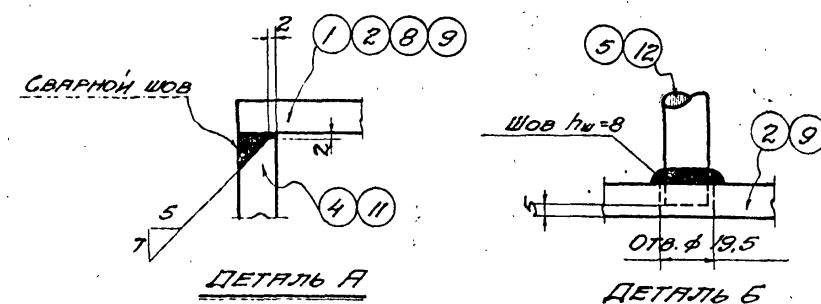 2
1 2 8 9
Сварной шов
2
4 11
5
7
Деталь А
5 12
шов hш=8
2 9
5
Отв. ϕ 19,5
Деталь Б